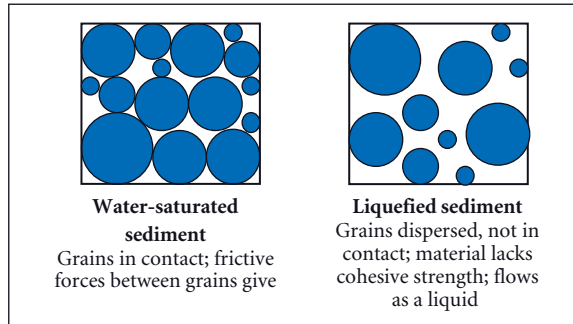 Water-saturated
sediment
Grains in contact; frictive
forces between grains give
Liquefied sediment
Grains dispersed, not in
contact; material lacks
cohesive strength; flows
as a liquid